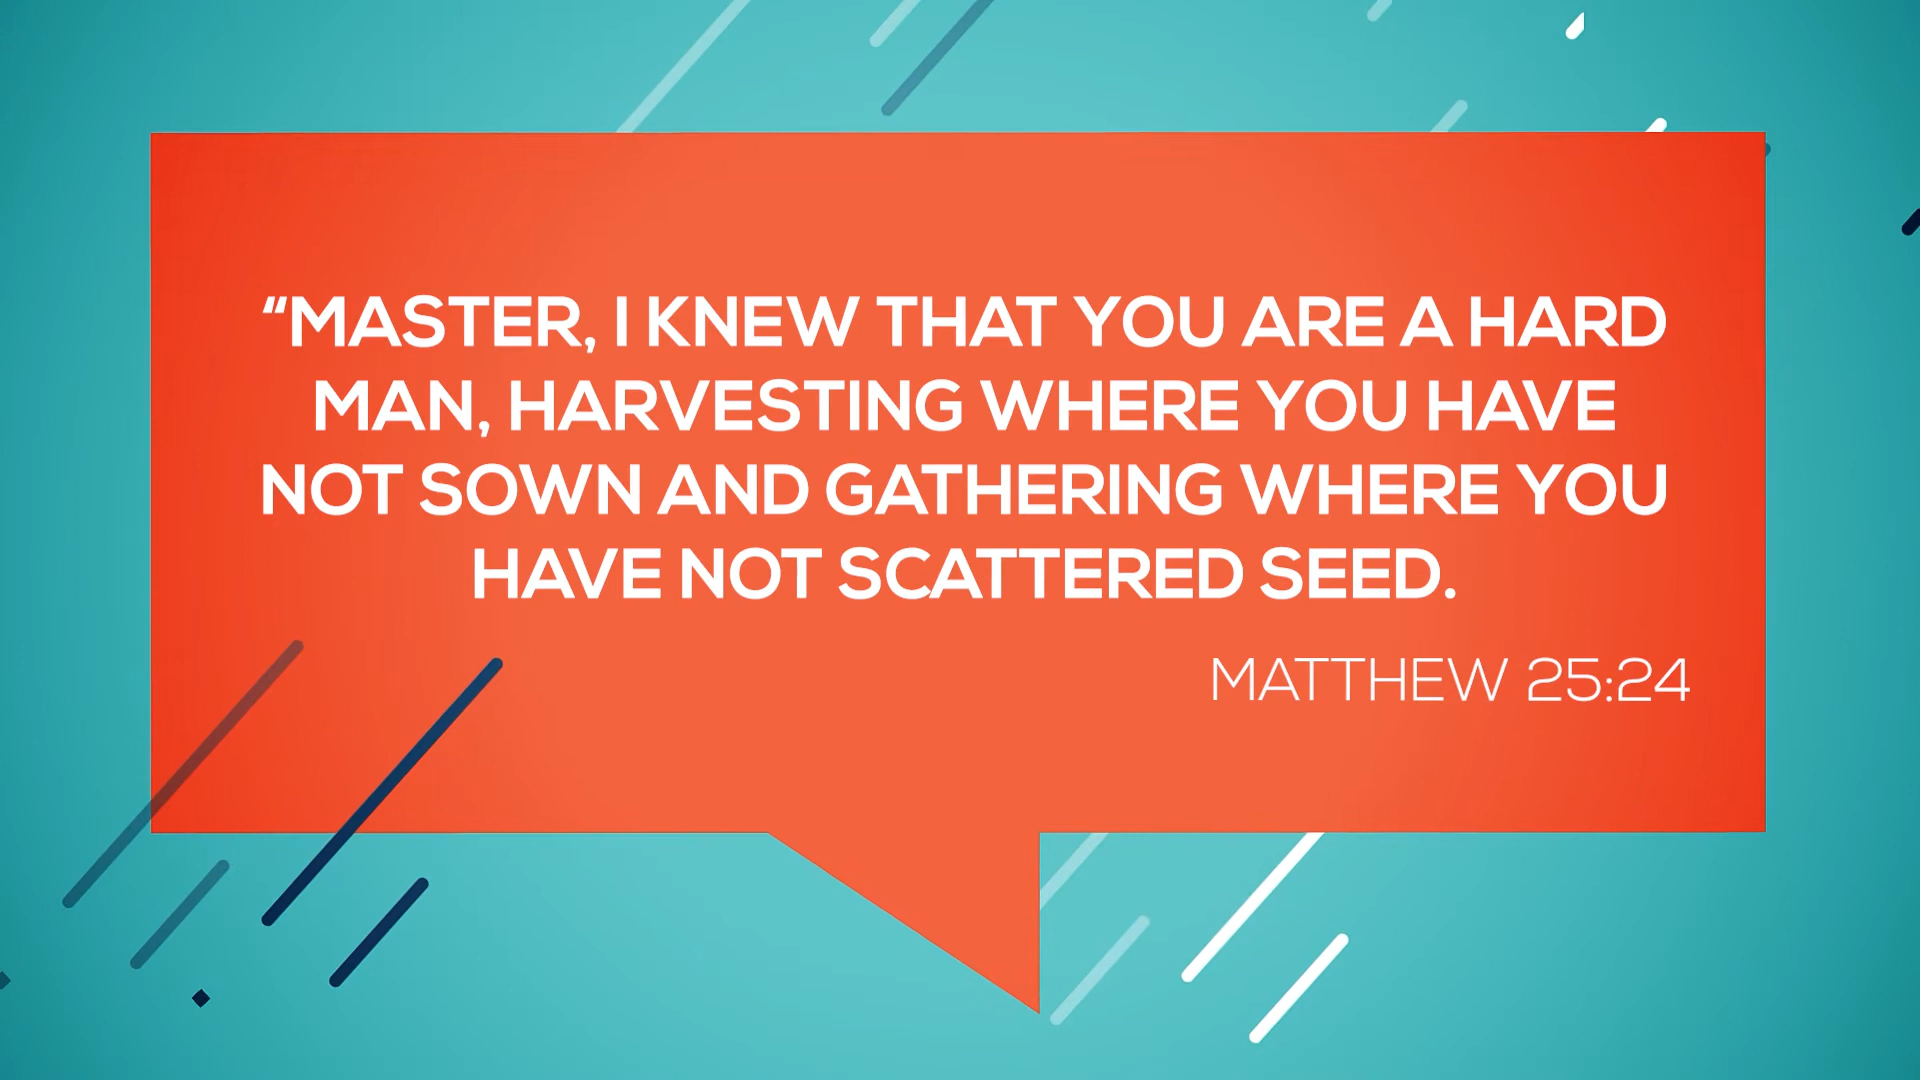 “MASTER, I KNEW THAT YOU ARE A HARD
MAN, HARVESTING WHERE YOU HAVE
NOT SOWN AND GATHERING WHERE YOU
HAVE NOT SCATTERED SEED.
MATTHEW 25:24